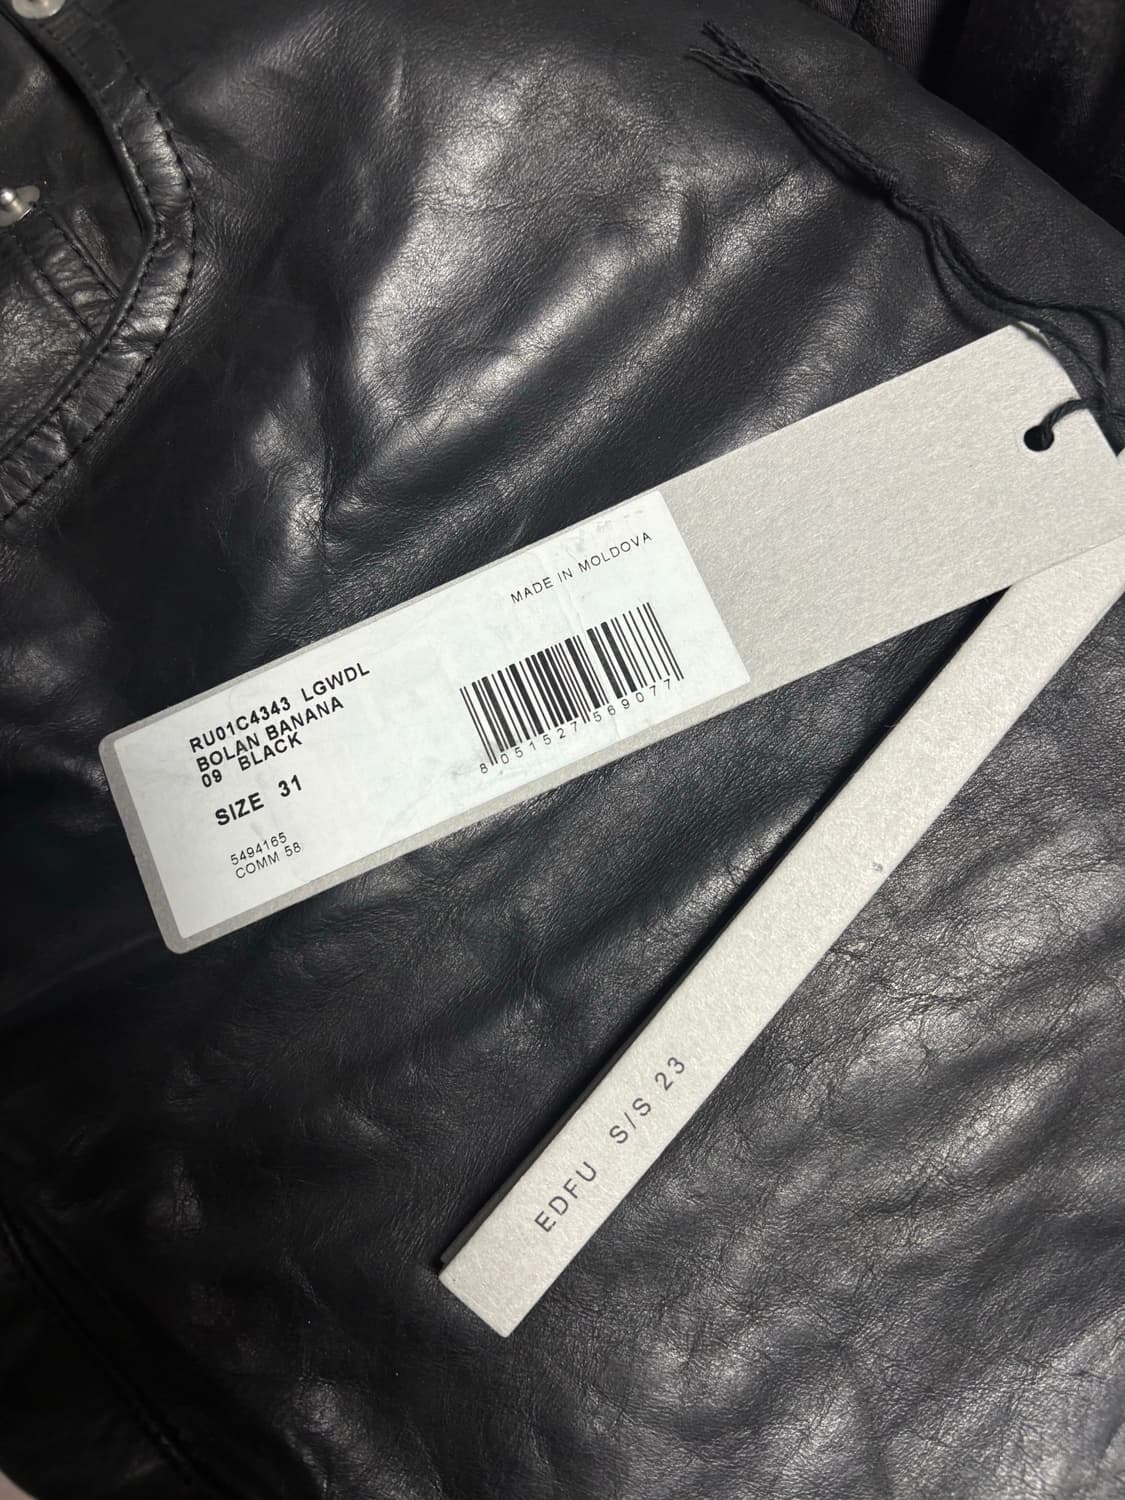 MADE IN MOLDOVA
RU01C4343 LGWDL
BOLAN BANANA
09 BLACK
SIZE 31
5494165
COMM 58
8 051527 569077
EDFU S/S 23